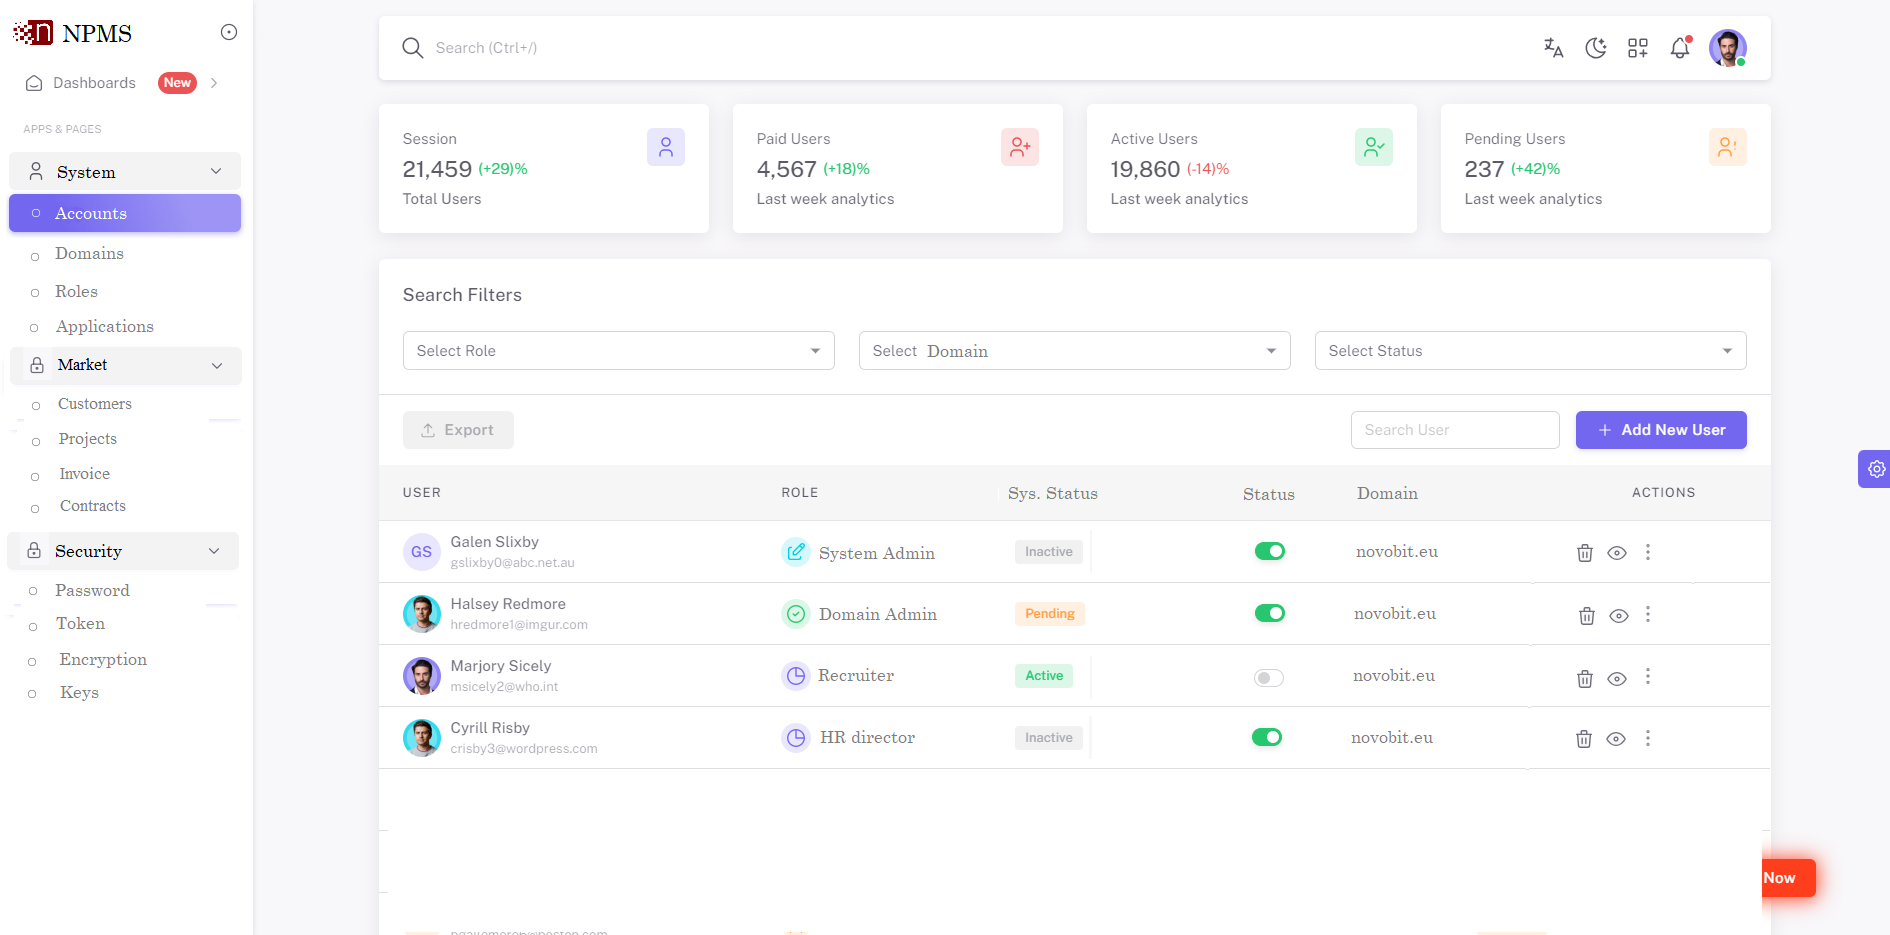 NPMS
Dashboards New
APPS & PAGES
System
Accounts
Domains
Roles
Applications
Market
Customers
Projects
Invoice
Contracts
Security
Password
Token
Encryption
Keys
Search (Ctrl+/)
Session
21,459 (+29)%
Total Users
Paid Users
4,567 (+18)%
Last week analytics
Active Users
19,860 (-14)%
Last week analytics
Pending Users
237 (+42)%
Last week analytics
Search Filters
Select Role
Select Domain
Select Status
Export
Search User
Add New User
USER ROLE Sys. Status Status Domain ACTIONS
GS Galen Slixby System Admin Inactive novobit.eu
gslixby0@abc.net.au
Halsey Redmore Domain Admin Pending novobit.eu
hredmore1@imgur.com
Marjory Sicely Recruiter Active novobit.eu
msicely2@who.int
Cyrill Risby HR director Inactive novobit.eu
crisby3@wordpress.com
Now